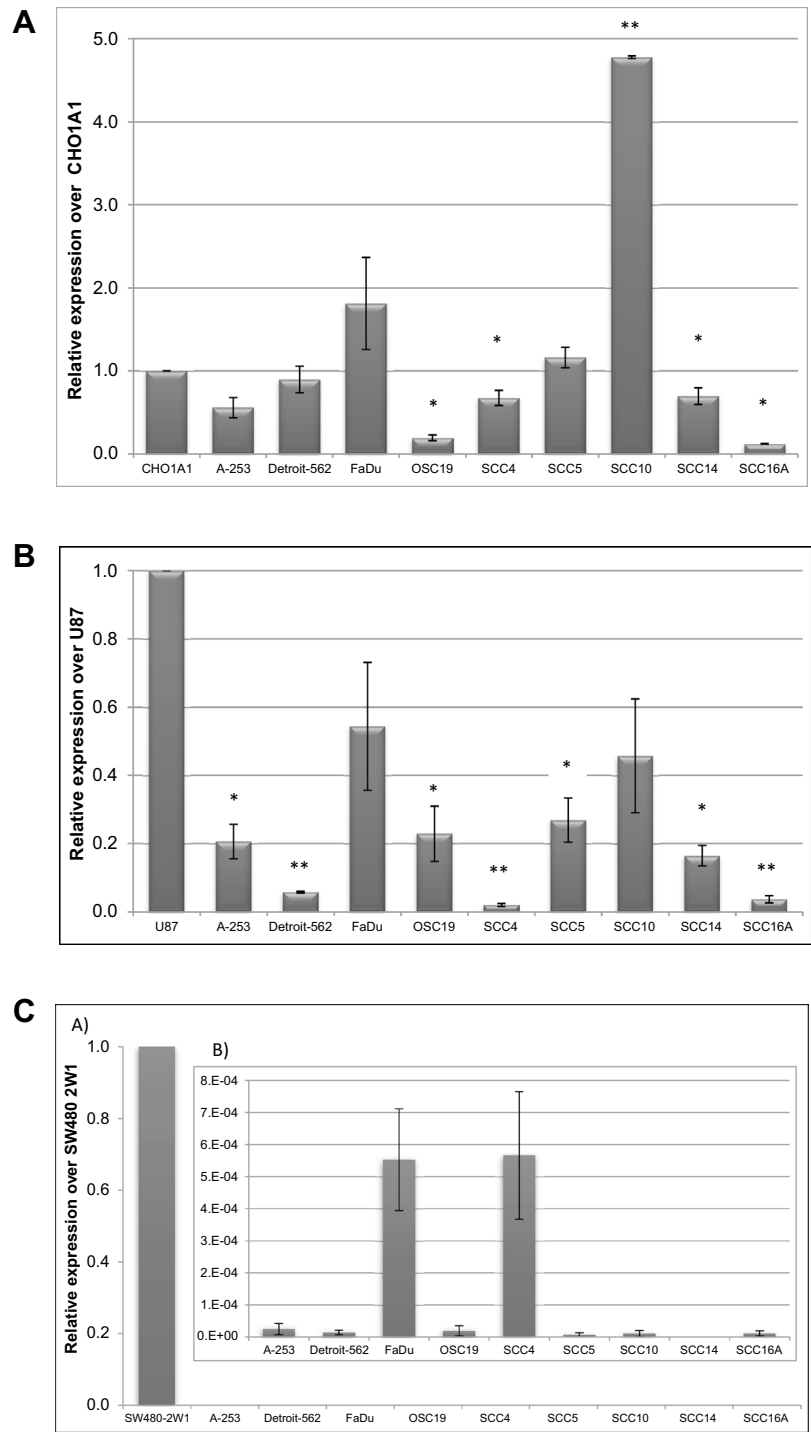 A
Relative expression over CHO1A1
5.0
4.0
3.0
2.0
1.0
0.0
**
*
*
*
*
CHO1A1 A-253 Detroit-562 FaDu OSC19 SCC4 SCC5 SCC10 SCC14 SCC16A
B
Relative expression over U87
1.0
0.8
0.6
0.4
0.2
0.0
*
**
*
**
*
*
**
U87 A-253 Detroit-562 FaDu OSC19 SCC4 SCC5 SCC10 SCC14 SCC16A
C
A)
Relative expression over SW480 2W1
1.0
0.8
0.6
0.4
0.2
0.0
B)
8.E-04
7.E-04
6.E-04
5.E-04
4.E-04
3.E-04
2.E-04
1.E-04
0.E+00
A-253 Detroit-562 FaDu OSC19 SCC4 SCC5 SCC10 SCC14 SCC16A
SW480-2W1 A-253 Detroit-562 FaDu OSC19 SCC4 SCC5 SCC10 SCC14 SCC16A